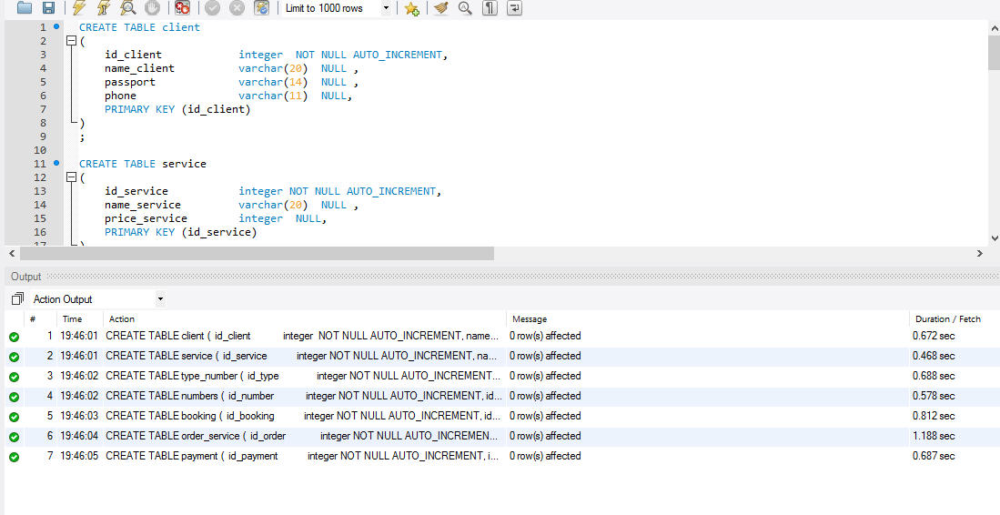 Limit to 1000 rows
1 CREATE TABLE client
2 (
3 id_client integer NOT NULL AUTO_INCREMENT,
4 name_client varchar(20) NULL ,
5 passport varchar(14) NULL ,
6 phone varchar(11) NULL,
7 PRIMARY KEY (id_client)
8 )
9 ;
10
11 CREATE TABLE service
12 (
13 id_service integer NOT NULL AUTO_INCREMENT,
14 name_service varchar(20) NULL ,
15 price_service integer NULL,
16 PRIMARY KEY (id_service)
17 )
Output
Action Output
# Time Action Message Duration / Fetch
1 19:46:01 CREATE TABLE client ( id_client integer NOT NULL AUTO_INCREMENT, name... 0 row(s) affected 0.672 sec
2 19:46:01 CREATE TABLE service ( id_service integer NOT NULL AUTO_INCREMENT, na... 0 row(s) affected 0.468 sec
3 19:46:02 CREATE TABLE type_number ( id_type integer NOT NULL AUTO_INCREMENT... 0 row(s) affected 0.688 sec
4 19:46:02 CREATE TABLE numbers ( id_number integer NOT NULL AUTO_INCREMENT, id... 0 row(s) affected 0.578 sec
5 19:46:03 CREATE TABLE booking ( id_booking integer NOT NULL AUTO_INCREMENT, id... 0 row(s) affected 0.812 sec
6 19:46:04 CREATE TABLE order_service ( id_order integer NOT NULL AUTO_INCREMEN... 0 row(s) affected 1.188 sec
7 19:46:05 CREATE TABLE payment ( id_payment integer NOT NULL AUTO_INCREMENT, i... 0 row(s) affected 0.687 sec